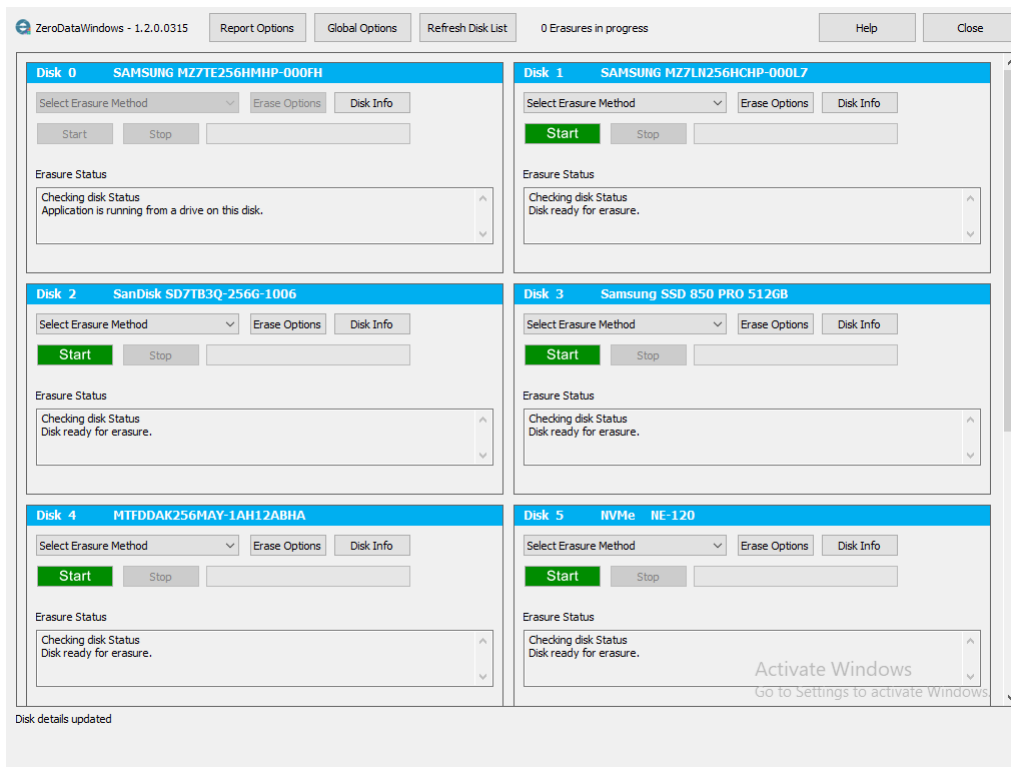 ZeroDataWindows - 1.2.0.0315 Report Options Global Options Refresh Disk List 0 Erasures in progress Help Close
Disk 0 SAMSUNG MZ7TE256HMHP-000FH
Select Erasure Method Erase Options Disk Info
Start Stop
Erasure Status
Checking disk Status
Application is running from a drive on this disk.
Disk 1 SAMSUNG MZ7LN256HCHP-000L7
Select Erasure Method Erase Options Disk Info
Start Stop
Erasure Status
Checking disk Status
Disk ready for erasure.
Disk 2 SanDisk SD7TB3Q-256G-1006
Select Erasure Method Erase Options Disk Info
Start Stop
Erasure Status
Checking disk Status
Disk ready for erasure.
Disk 3 Samsung SSD 850 PRO 512GB
Select Erasure Method Erase Options Disk Info
Start Stop
Erasure Status
Checking disk Status
Disk ready for erasure.
Disk 4 MTFDDAK256MAY-1AH12ABHA
Select Erasure Method Erase Options Disk Info
Start Stop
Erasure Status
Checking disk Status
Disk ready for erasure.
Disk 5 NVMe NE-120
Select Erasure Method Erase Options Disk Info
Start Stop
Erasure Status
Checking disk Status
Disk ready for erasure.
Activate Windows
Go to Settings to activate Windows.
Disk details updated